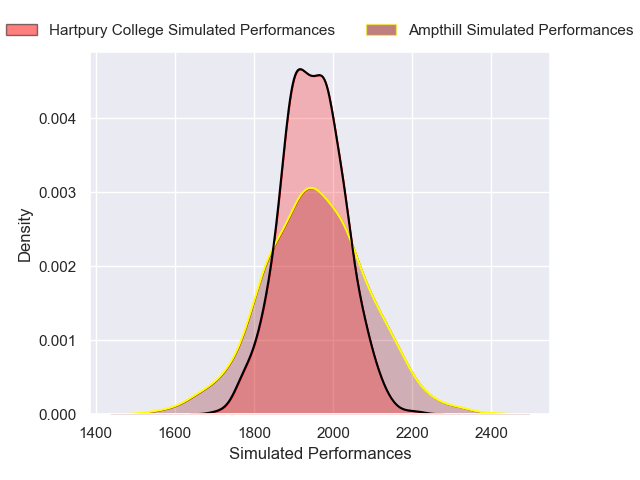 Hartpury College Simulated Performances
Ampthill Simulated Performances
Density
0.004
0.003
0.002
0.001
0.000
1400 1600 1800 2000 2200 2400
Simulated Performances